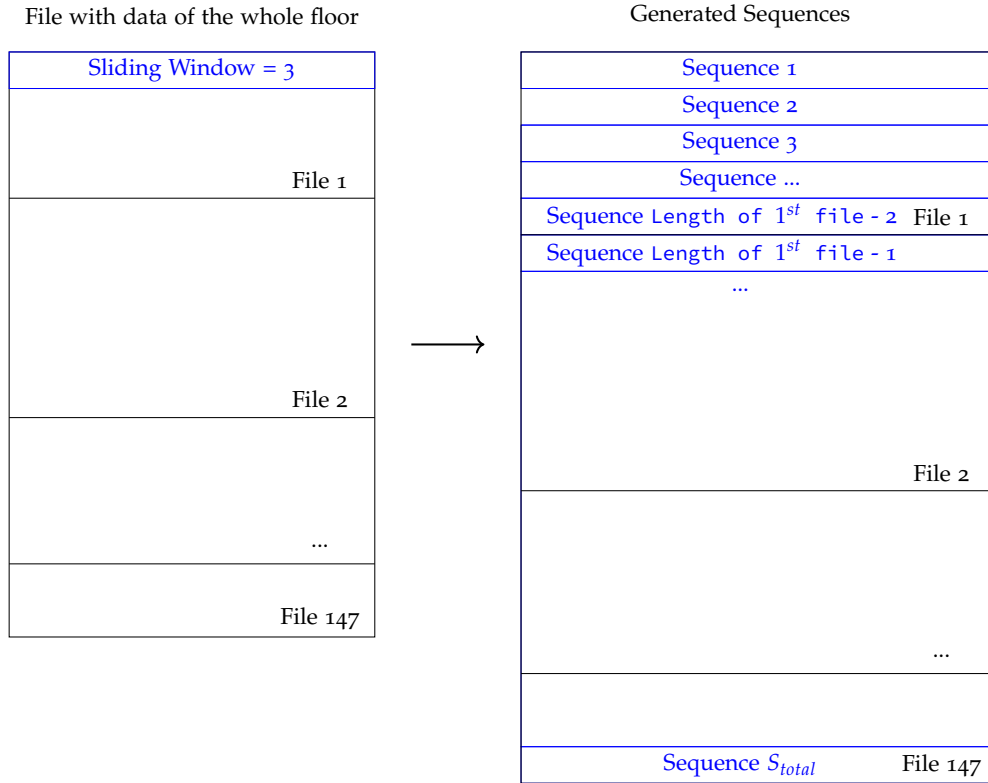 File with data of the whole floor
Sliding Window = 3
File 1
File 2
...
File 147
Generated Sequences
Sequence 1
Sequence 2
Sequence 3
Sequence ...
Sequence Length of 1st file - 2 File 1
Sequence Length of 1st file - 1
...
File 2
...
Sequence Stotal File 147